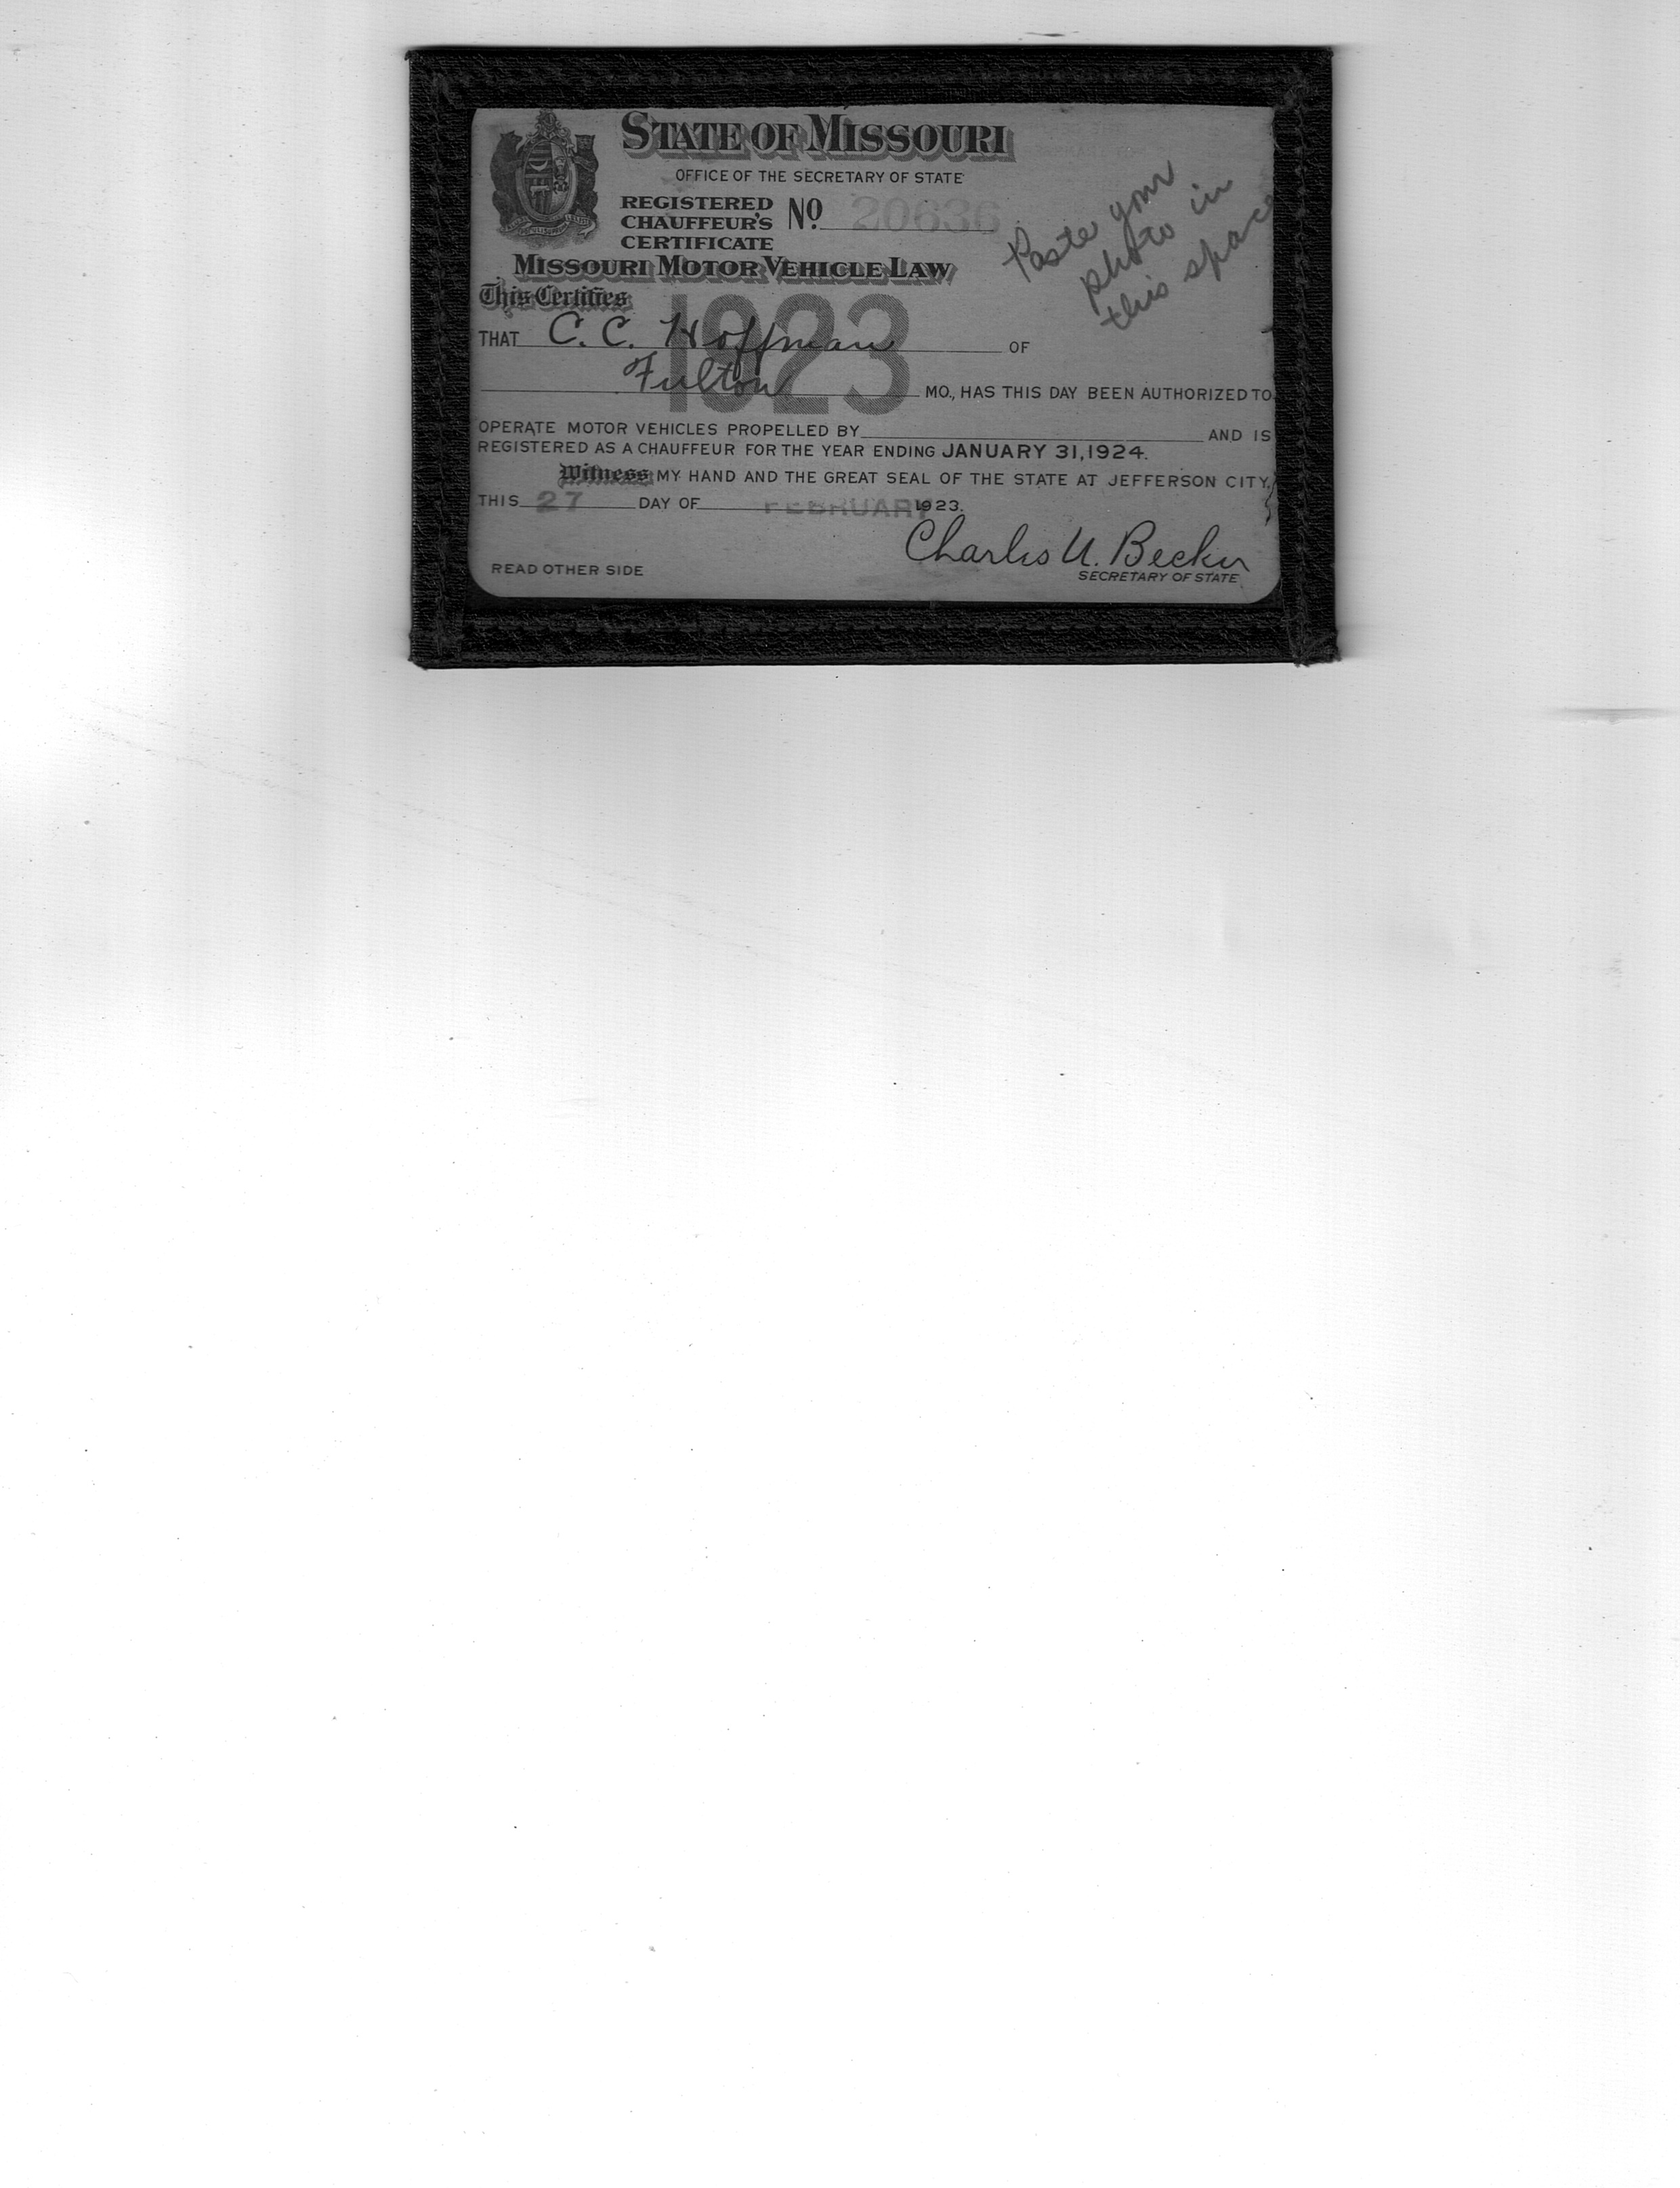 STATE OF MISSOURI
OFFICE OF THE SECRETARY OF STATE
REGISTERED
CHAUFFEUR'S
CERTIFICATE
No. 20636
MISSOURI MOTOR VEHICLE LAW
Paste your
photo in
this space
This Certifies
1923
THAT C. C. Hoffman OF
Fulton MO., HAS THIS DAY BEEN AUTHORIZED TO
OPERATE MOTOR VEHICLES PROPELLED BY AND IS
REGISTERED AS A CHAUFFEUR FOR THE YEAR ENDING JANUARY 31, 1924.
Witness MY HAND AND THE GREAT SEAL OF THE STATE AT JEFFERSON CITY,
THIS 27 DAY OF FEBRUARY 1923.
Charles U. Becker
SECRETARY OF STATE
READ OTHER SIDE